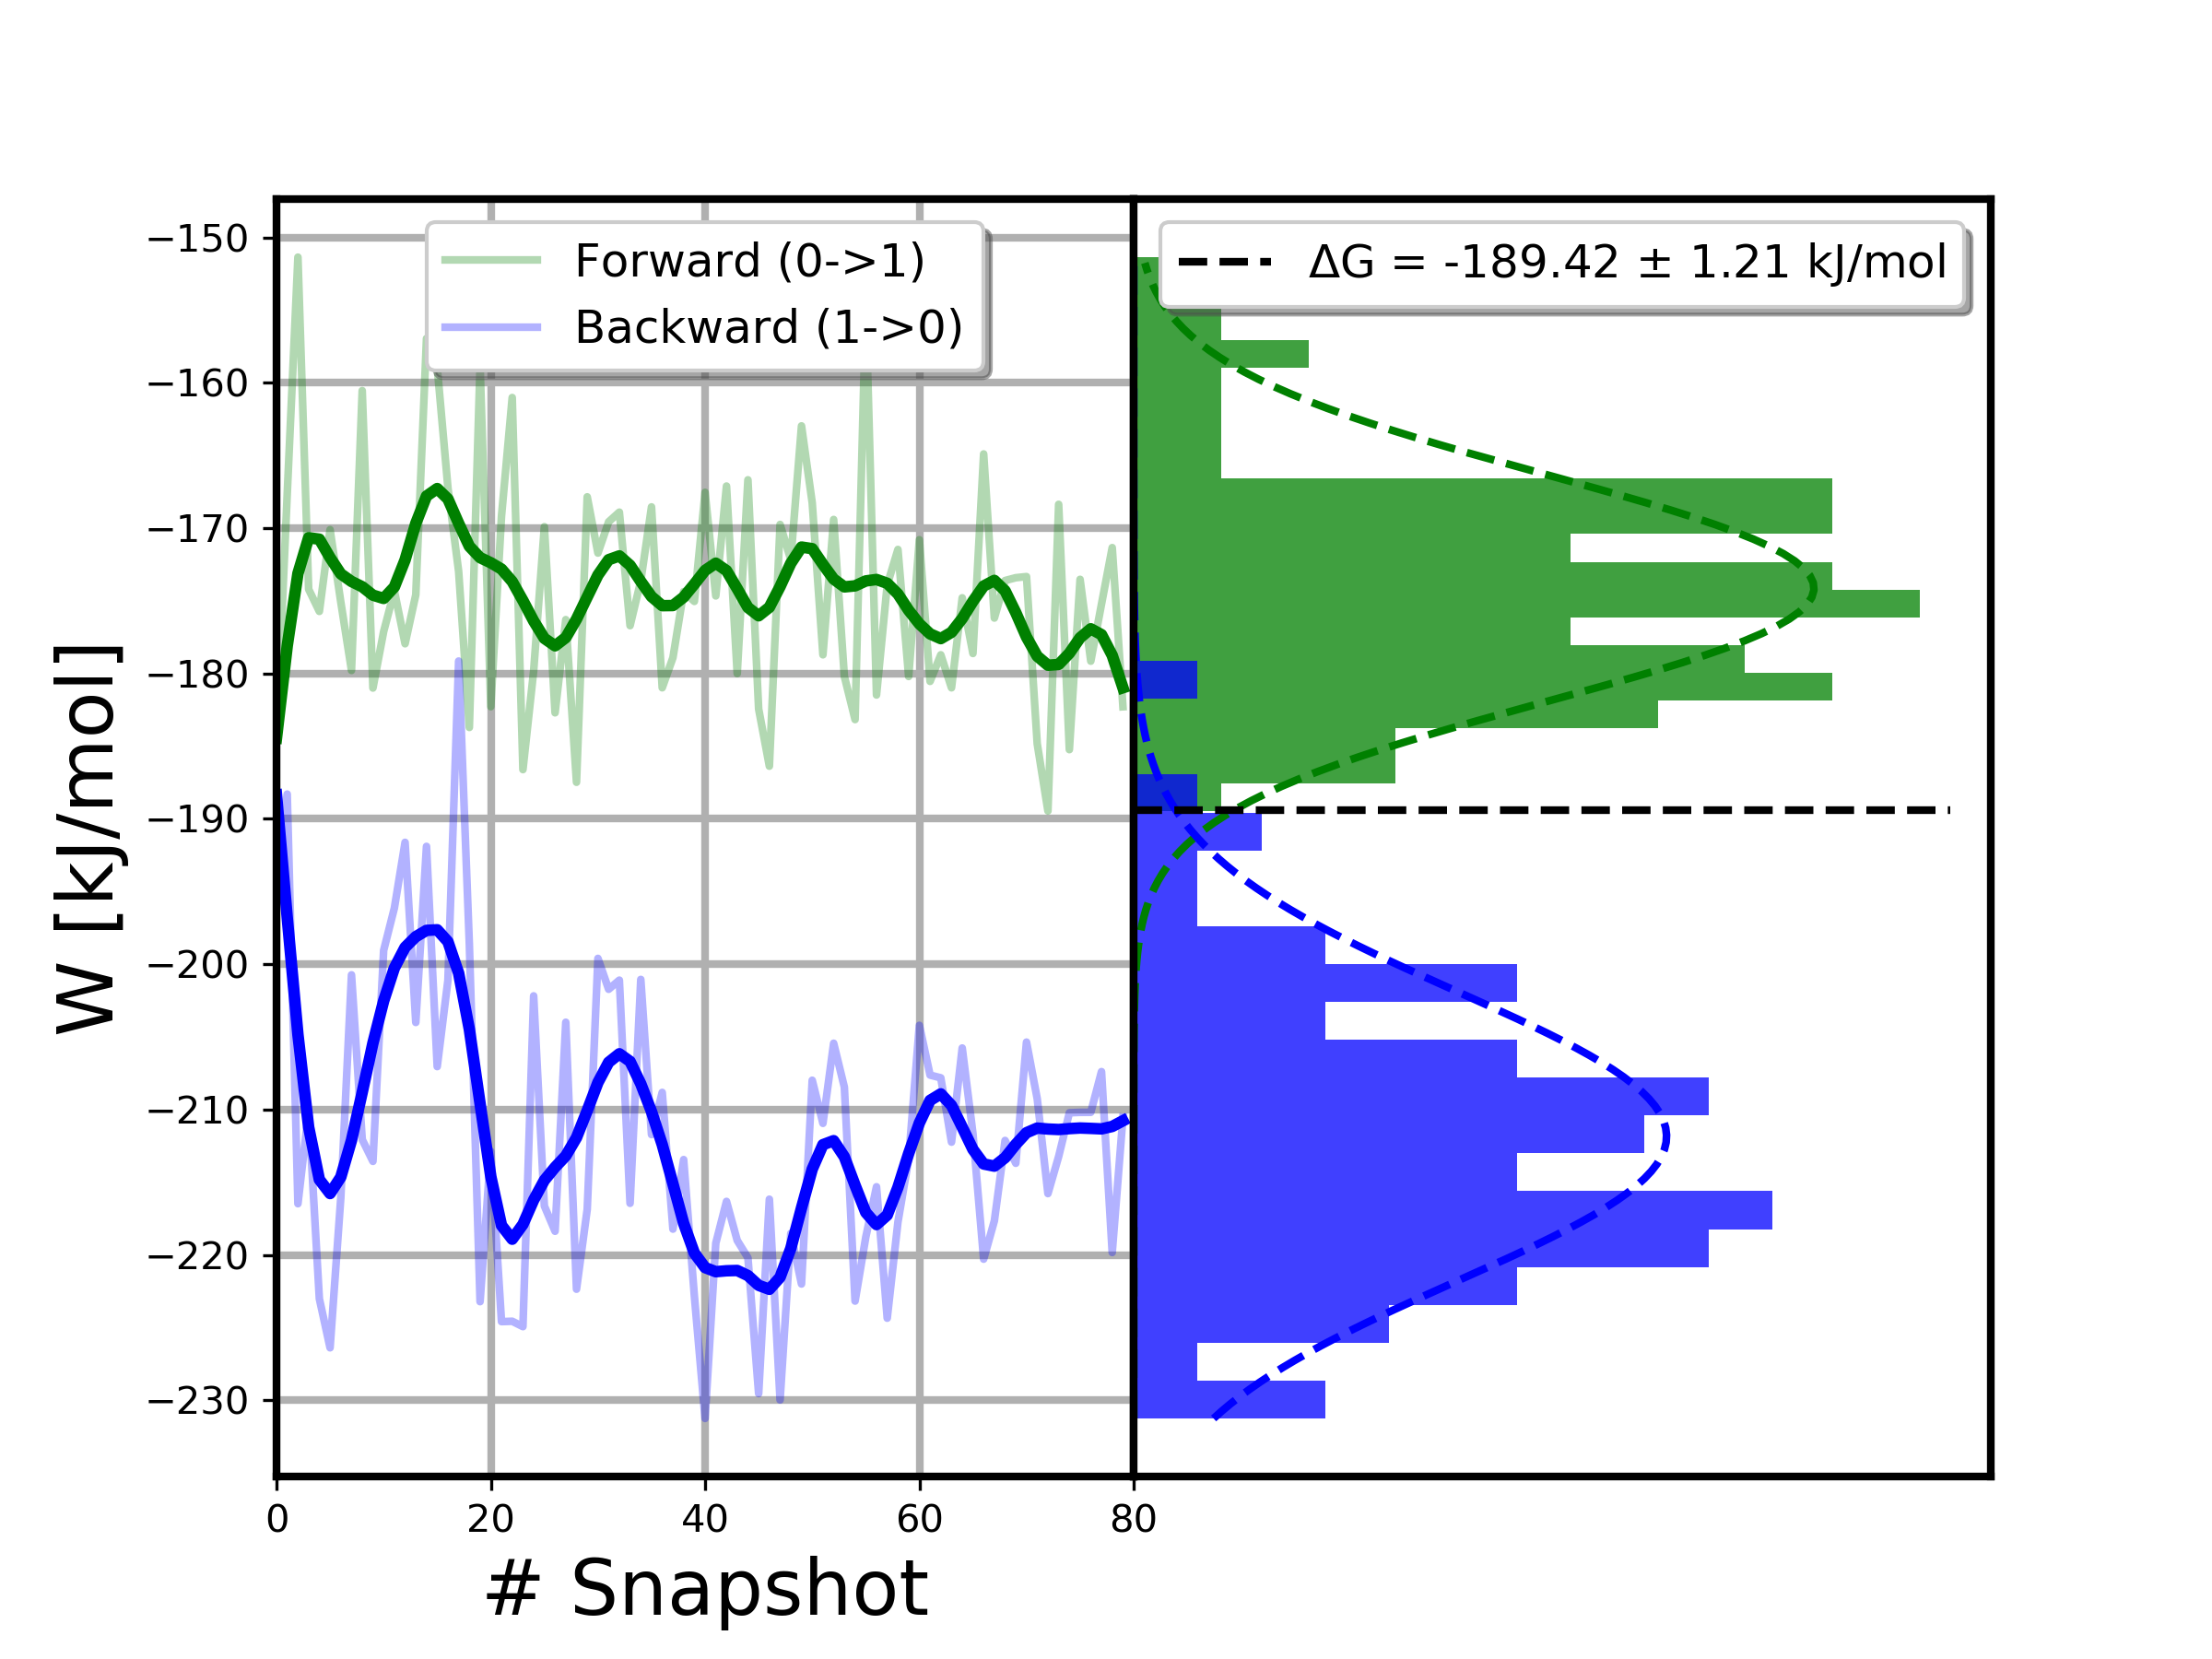 Forward (0->1)
Backward (1->0)
ΔG = -189.42 ± 1.21 kJ/mol
−150
−160
−170
−180
−190
−200
−210
−220
−230
W [kJ/mol]
0 20 40 60 80
# Snapshot